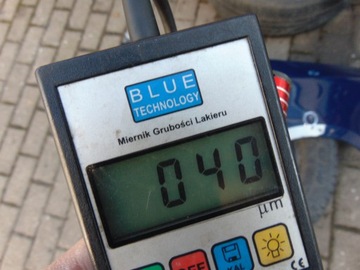 BLUE
TECHNOLOGY
Miernik Grubości Lakieru
040
μm